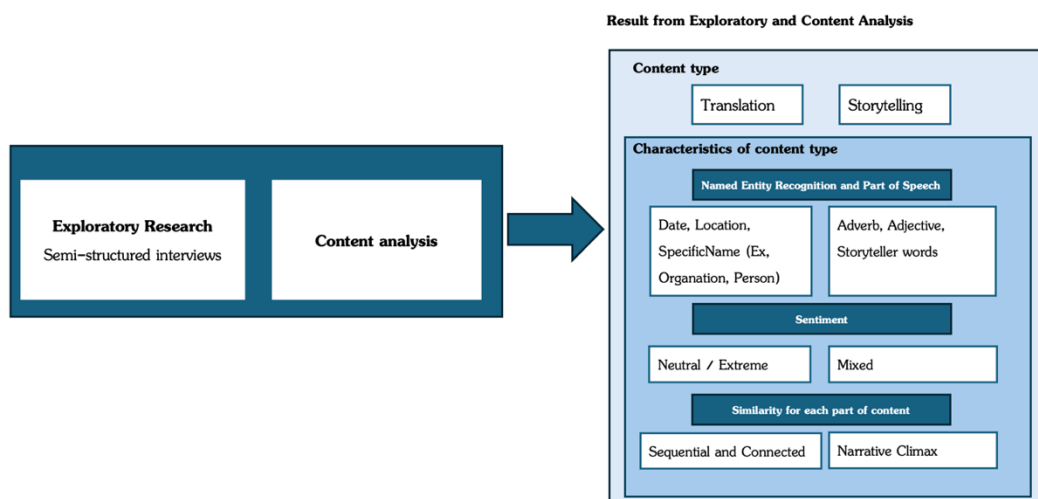 Result from Exploratory and Content Analysis
Content type
Translation
Storytelling
Characteristics of content type
Named Entity Recognition and Part of Speech
Date, Location,
SpecificName (Ex,
Organation, Person)
Adverb, Adjective,
Storyteller words
Sentiment
Neutral / Extreme
Mixed
Similarity for each part of content
Sequential and Connected
Narrative Climax
Exploratory Research
Semi-structured interviews
Content analysis